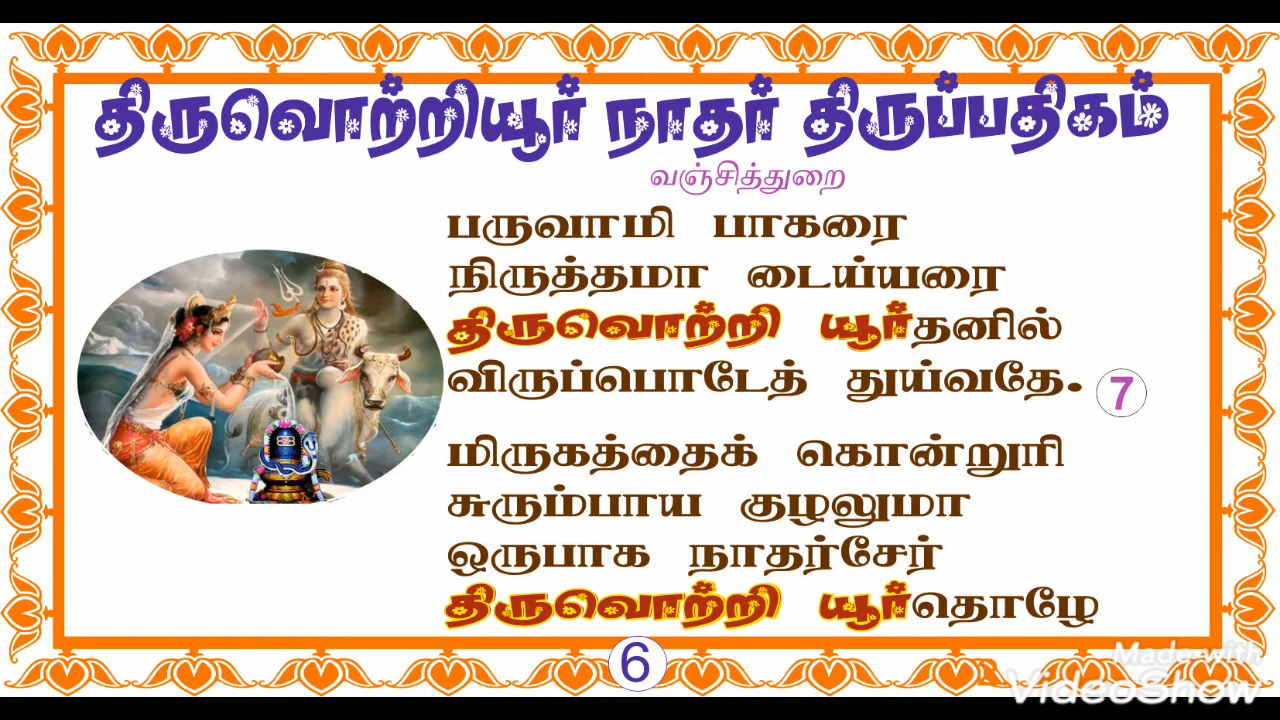 திருவொற்றியூர் நாதர் திருப்பதிகம்
வஞ்சித்துறை
பருவாமி பாகரை
நிருத்தமா டைய்யரை
திருவொற்றி யூர்தனில்
விருப்பொடேத் துய்வதே.
7
மிருகத்தைக் கொன்றுரி
சுரும்பாய குழலுமா
ஒருபாக நாதர்சேர்
திருவொற்றி யூர்தொழே
6
Made with
VideoShow